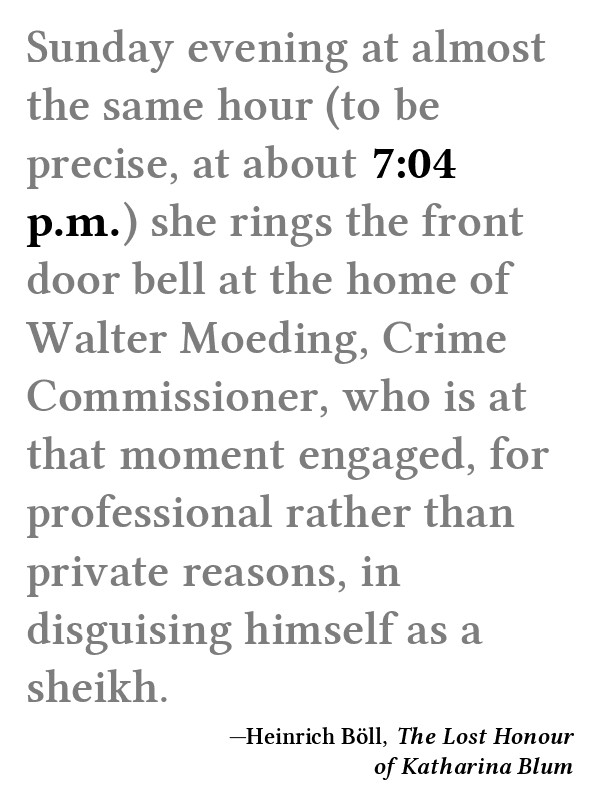 Sunday evening at almost
the same hour (to be
precise, at about 7:04
p.m.) she rings the front
door bell at the home of
Walter Moeding, Crime
Commissioner, who is at
that moment engaged, for
professional rather than
private reasons, in
disguising himself as a
sheikh.
—Heinrich Böll, The Lost Honour
of Katharina Blum